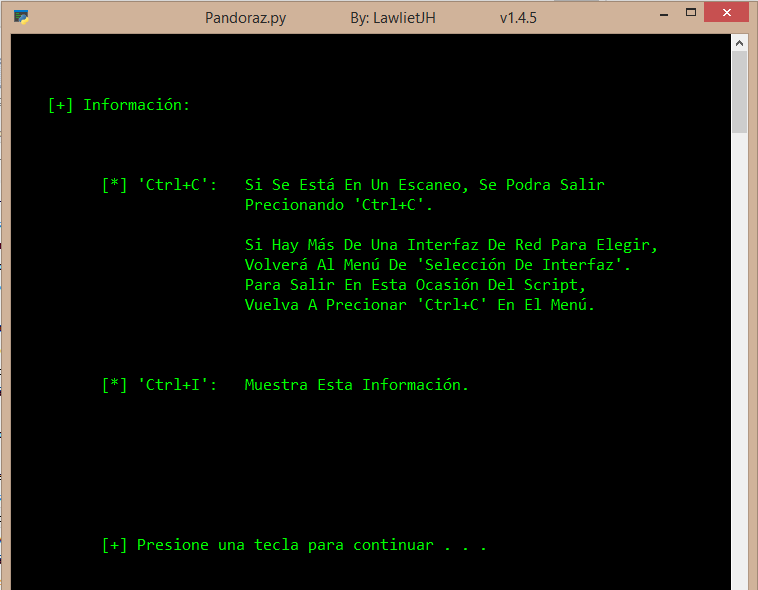 Pandoraz.py By: LawlietJH v1.4.5
[+] Información:
[*] 'Ctrl+C': Si Se Está En Un Escaneo, Se Podra Salir
Precionando 'Ctrl+C'.
Si Hay Más De Una Interfaz De Red Para Elegir,
Volverá Al Menú De 'Selección De Interfaz'.
Para Salir En Esta Ocasión Del Script,
Vuelva A Precionar 'Ctrl+C' En El Menú.
[*] 'Ctrl+I': Muestra Esta Información.
[+] Presione una tecla para continuar . . .